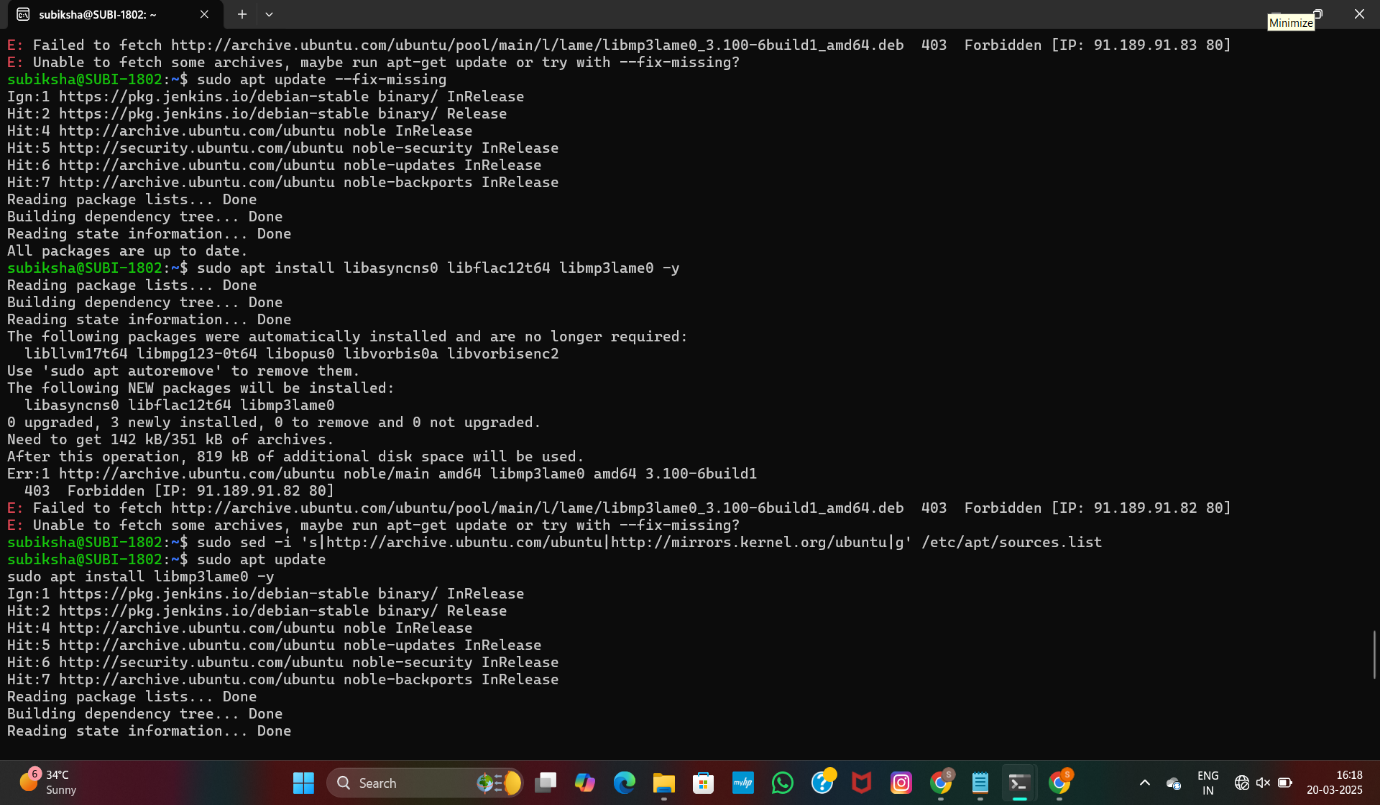 subiksha@SUBI-1802: ~
Minimize
E: Failed to fetch http://archive.ubuntu.com/ubuntu/pool/main/l/lame/libmp3lame0_3.100-6build1_amd64.deb  403  Forbidden [IP: 91.189.91.83 80]
E: Unable to fetch some archives, maybe run apt-get update or try with --fix-missing?
subiksha@SUBI-1802:~$ sudo apt update --fix-missing
Ign:1 https://pkg.jenkins.io/debian-stable binary/ InRelease
Hit:2 https://pkg.jenkins.io/debian-stable binary/ Release
Hit:4 http://archive.ubuntu.com/ubuntu noble InRelease
Hit:5 http://security.ubuntu.com/ubuntu noble-security InRelease
Hit:6 http://archive.ubuntu.com/ubuntu noble-updates InRelease
Hit:7 http://archive.ubuntu.com/ubuntu noble-backports InRelease
Reading package lists... Done
Building dependency tree... Done
Reading state information... Done
All packages are up to date.
subiksha@SUBI-1802:~$ sudo apt install libasyncns0 libflac12t64 libmp3lame0 -y
Reading package lists... Done
Building dependency tree... Done
Reading state information... Done
The following packages were automatically installed and are no longer required:
  libllvm17t64 libmpg123-0t64 libopus0 libvorbis0a libvorbisenc2
Use 'sudo apt autoremove' to remove them.
The following NEW packages will be installed:
  libasyncns0 libflac12t64 libmp3lame0
0 upgraded, 3 newly installed, 0 to remove and 0 not upgraded.
Need to get 142 kB/351 kB of archives.
After this operation, 819 kB of additional disk space will be used.
Err:1 http://archive.ubuntu.com/ubuntu noble/main amd64 libmp3lame0 amd64 3.100-6build1
  403  Forbidden [IP: 91.189.91.82 80]
E: Failed to fetch http://archive.ubuntu.com/ubuntu/pool/main/l/lame/libmp3lame0_3.100-6build1_amd64.deb  403  Forbidden [IP: 91.189.91.82 80]
E: Unable to fetch some archives, maybe run apt-get update or try with --fix-missing?
subiksha@SUBI-1802:~$ sudo sed -i 's|http://archive.ubuntu.com/ubuntu|http://mirrors.kernel.org/ubuntu|g' /etc/apt/sources.list
subiksha@SUBI-1802:~$ sudo apt update
sudo apt install libmp3lame0 -y
Ign:1 https://pkg.jenkins.io/debian-stable binary/ InRelease
Hit:2 https://pkg.jenkins.io/debian-stable binary/ Release
Hit:4 http://archive.ubuntu.com/ubuntu noble InRelease
Hit:5 http://archive.ubuntu.com/ubuntu noble-updates InRelease
Hit:6 http://security.ubuntu.com/ubuntu noble-security InRelease
Hit:7 http://archive.ubuntu.com/ubuntu noble-backports InRelease
Reading package lists... Done
Building dependency tree... Done
Reading state information... Done
6
34°C
Sunny
Search
myhp
S
S
ENG
IN
16:18
20-03-2025